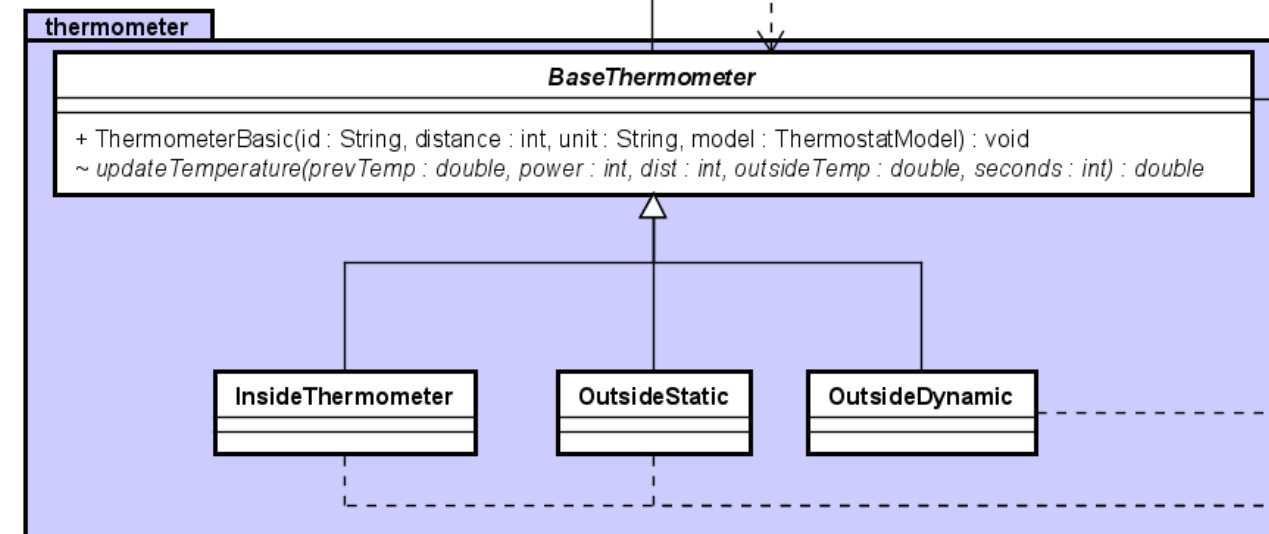 thermometer
BaseThermometer
+ ThermometerBasic(id : String, distance : int, unit : String, model : ThermostatModel) : void
~ updateTemperature(prevTemp : double, power : int, dist : int, outsideTemp : double, seconds : int) : double
InsideThermometer
OutsideStatic
OutsideDynamic